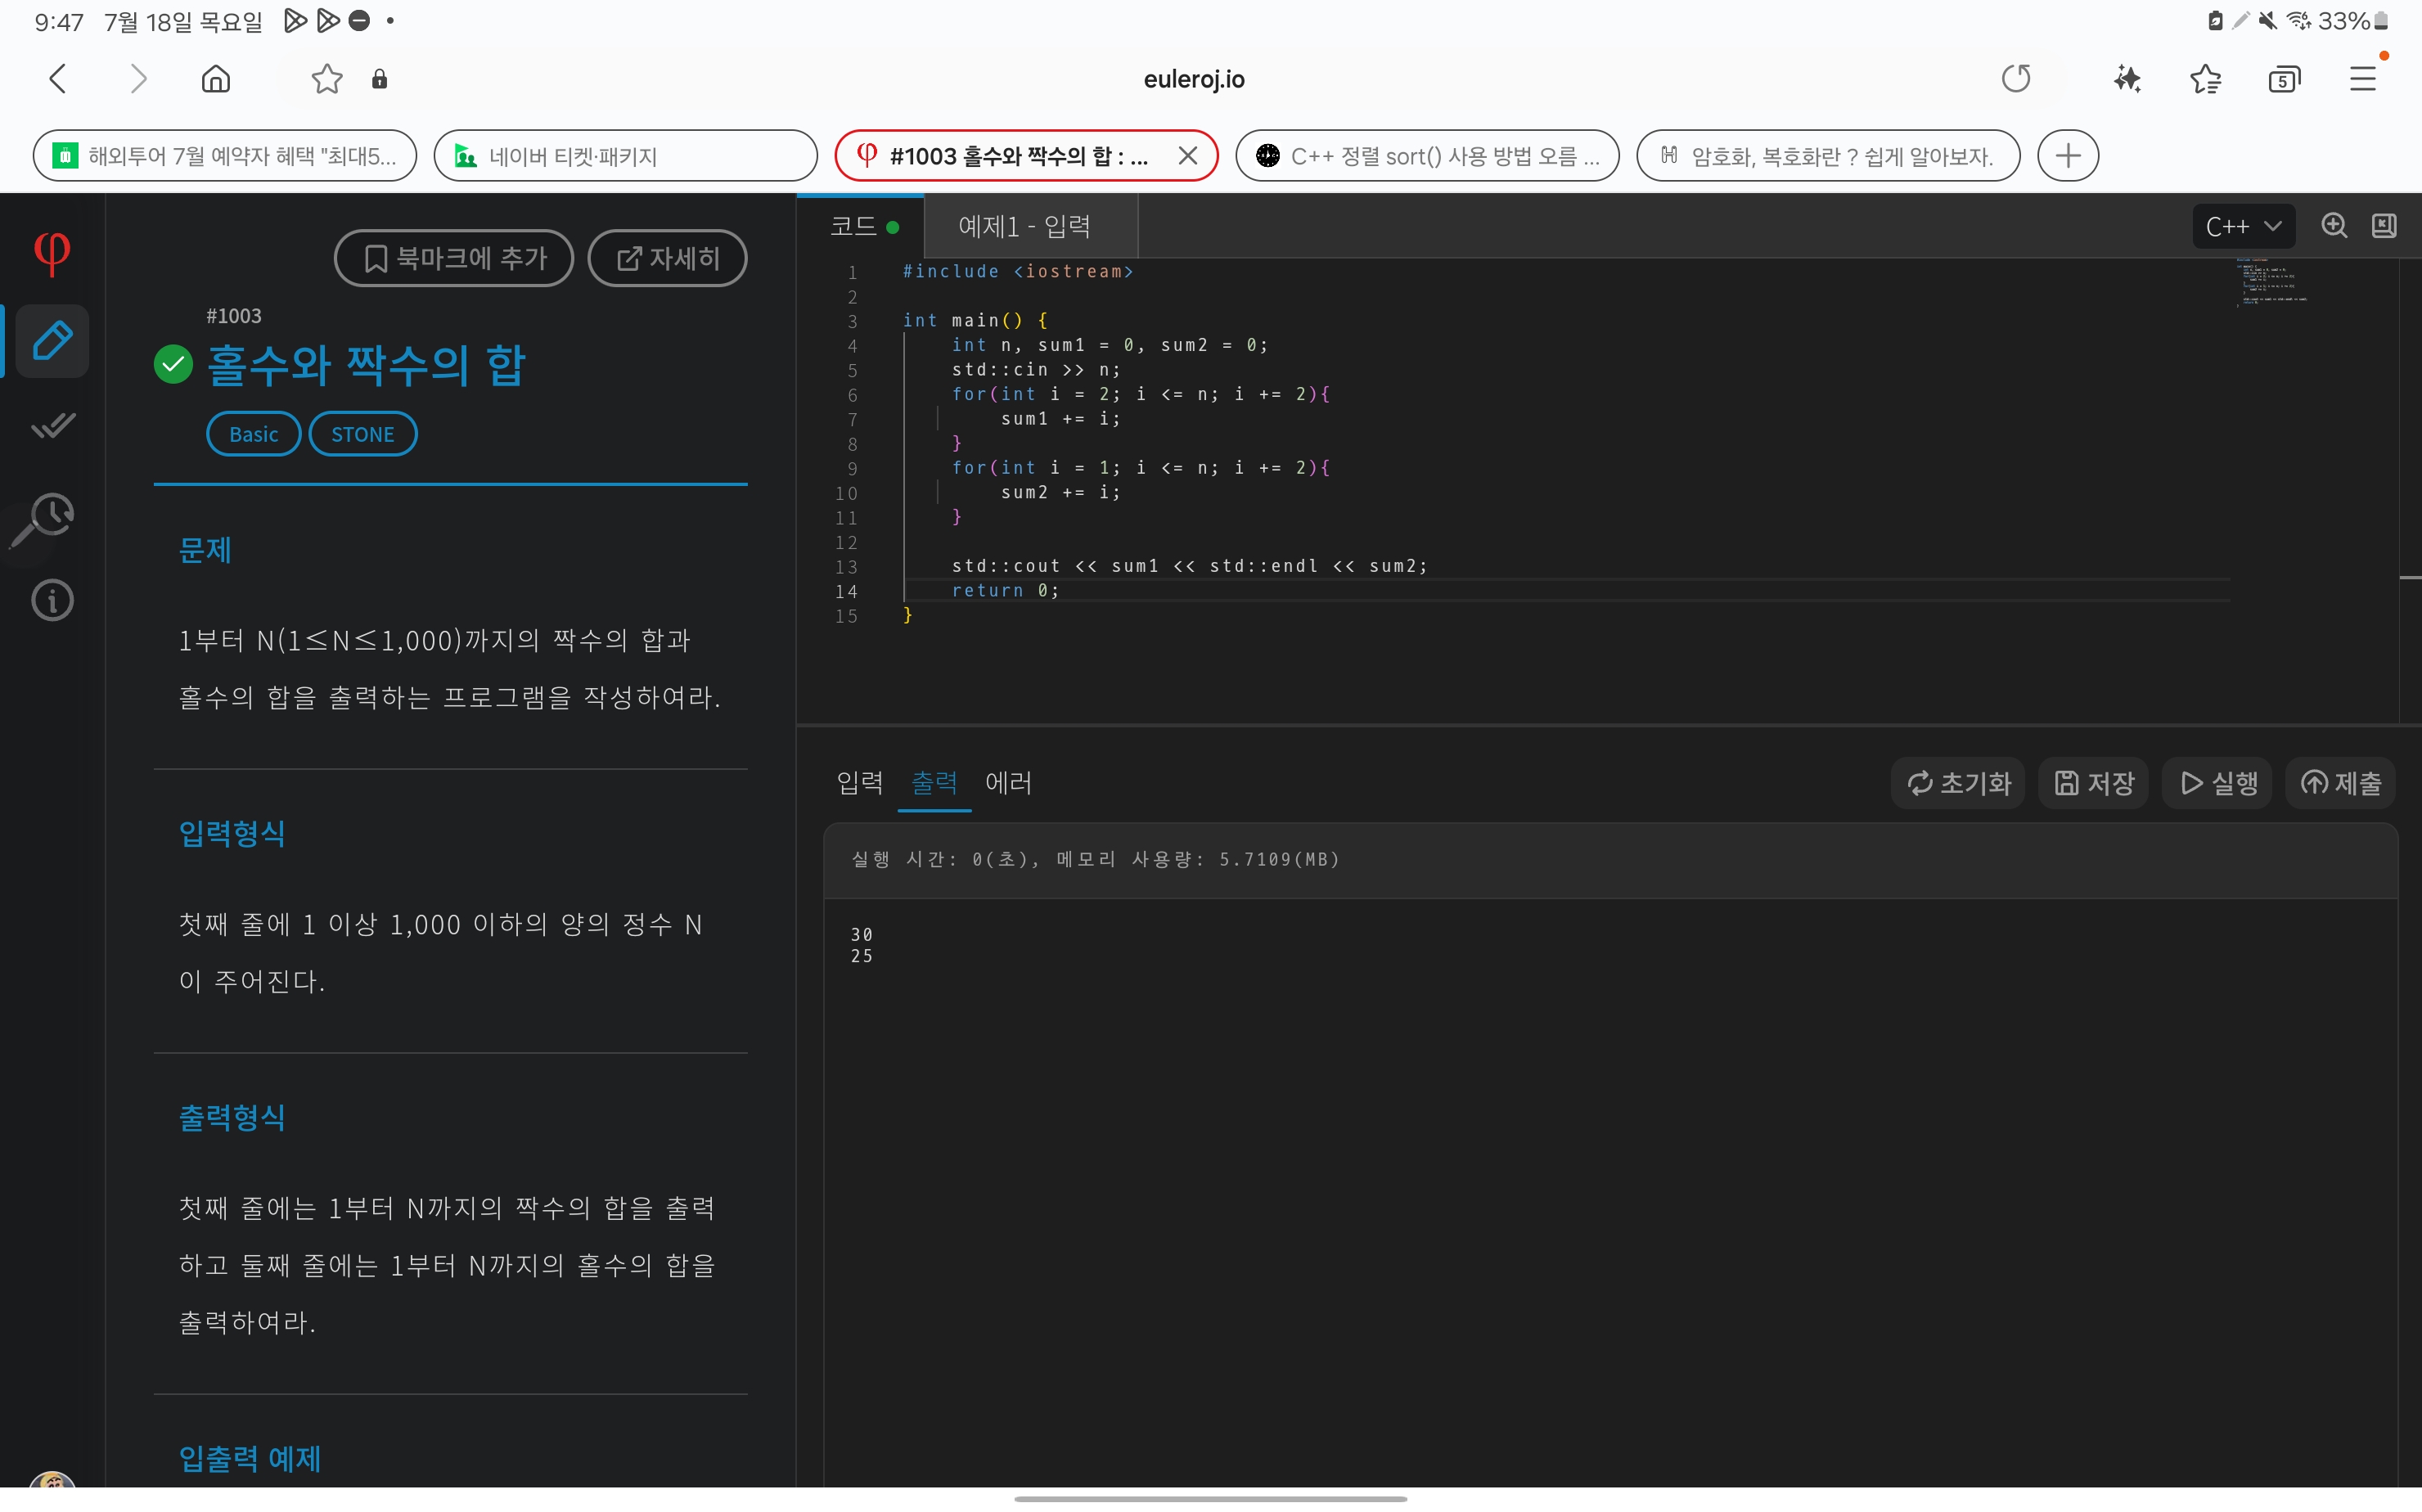 9:47 7월 18일 목요일
33%
euleroj.io
5
해외투어 7월 예약자 혜택 "최대5...
네이버 티켓·패키지
#1003 홀수와 짝수의 합 : ...
C++ 정렬 sort() 사용 방법 오름 ...
암호화, 복호화란 ? 쉽게 알아보자.
φ
북마크에 추가
자세히
#1003
홀수와 짝수의 합
Basic
STONE
문제
1부터 N(1≤N≤1,000)까지의 짝수의 합과
홀수의 합을 출력하는 프로그램을 작성하여라.
입력형식
첫째 줄에 1 이상 1,000 이하의 양의 정수 N
이 주어진다.
출력형식
첫째 줄에는 1부터 N까지의 짝수의 합을 출력
하고 둘째 줄에는 1부터 N까지의 홀수의 합을
출력하여라.
입출력 예제
코드
예제1 - 입력
C++
1 #include <iostream>
2
3 int main() {
4 int n, sum1 = 0, sum2 = 0;
5 std::cin >> n;
6 for(int i = 2; i <= n; i += 2){
7 sum1 += i;
8 }
9 for(int i = 1; i <= n; i += 2){
10 sum2 += i;
11 }
12
13 std::cout << sum1 << std::endl << sum2;
14 return 0;
15 }
입력 출력 에러
초기화
저장
실행
제출
실행 시간: 0(초), 메모리 사용량: 5.7109(MB)
30
25